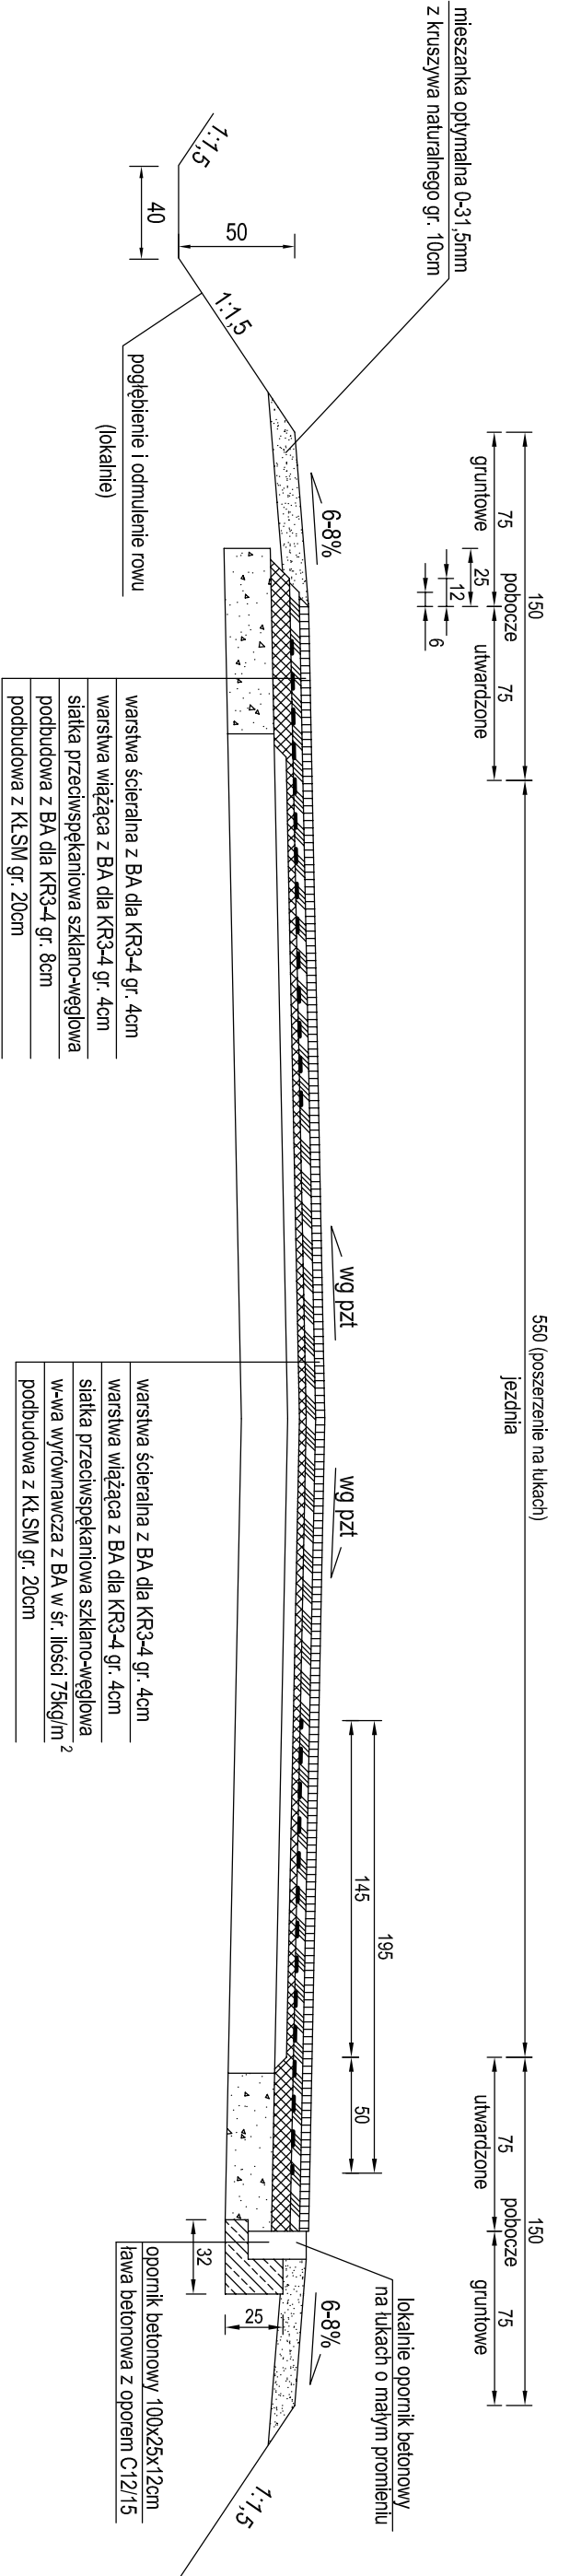 550 (poszerzenie na łukach)
jezdnia
150
75
pobocze
75
gruntowe
utwardzone
25
12
6
150
75
pobocze
75
utwardzone
gruntowe
mieszanka optymalna 0-31,5mm
z kruszywa naturalnego gr. 10cm
6-8%
wg pzt
wg pzt
195
145
50
lokalnie opornik betonowy
na łukach o małym promieniu
6-8%
1:1,5
40
50
1:1,5
pogłębienie i odmulenie rowu
(lokalnie)
warstwa ścieralna z BA dla KR3-4 gr. 4cm
warstwa wiążąca z BA dla KR3-4 gr. 4cm
siatka przeciwspękaniowa szklano-węglowa
podbudowa z BA dla KR3-4 gr. 8cm
podbudowa z KŁSM gr. 20cm
warstwa ścieralna z BA dla KR3-4 gr. 4cm
warstwa wiążąca z BA dla KR3-4 gr. 4cm
siatka przeciwspękaniowa szklano-węglowa
w-wa wyrównawcza z BA w śr. ilości 75kg/m²
podbudowa z KŁSM gr. 20cm
32
25
opornik betonowy 100x25x12cm
ława betonowa z oporem C12/15
1:1,5